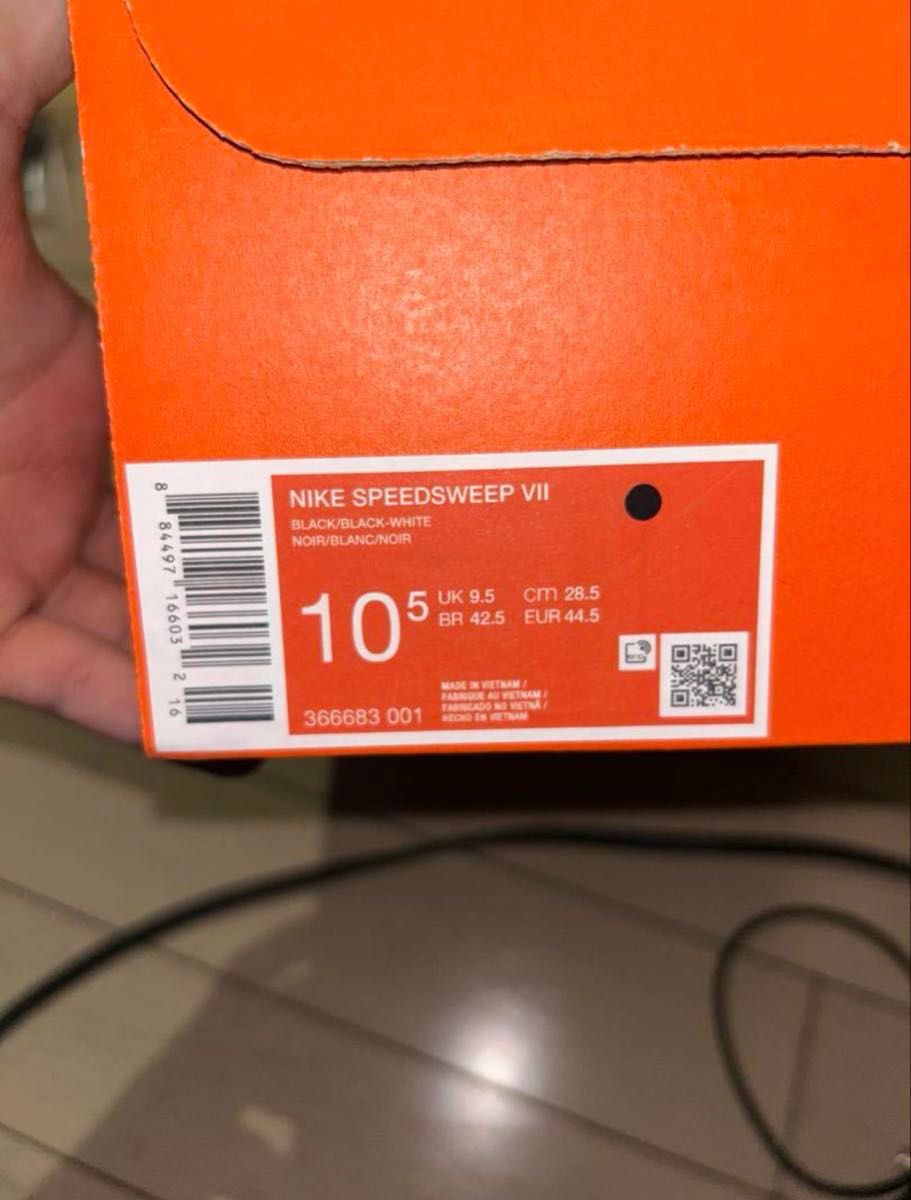 NIKE SPEEDSWEEP VII
BLACK/BLACK-WHITE
NOIR/BLANC/NOIR
10⁵
UK 9.5 cm 28.5
BR 42.5 EUR 44.5
366683 001
MADE IN VIETNAM /
FABRIQUE AU VIETNAM /
FABRICADO NO VIETNÃ /
HECHO EN VIETNAM
8 84497 16603 2 16